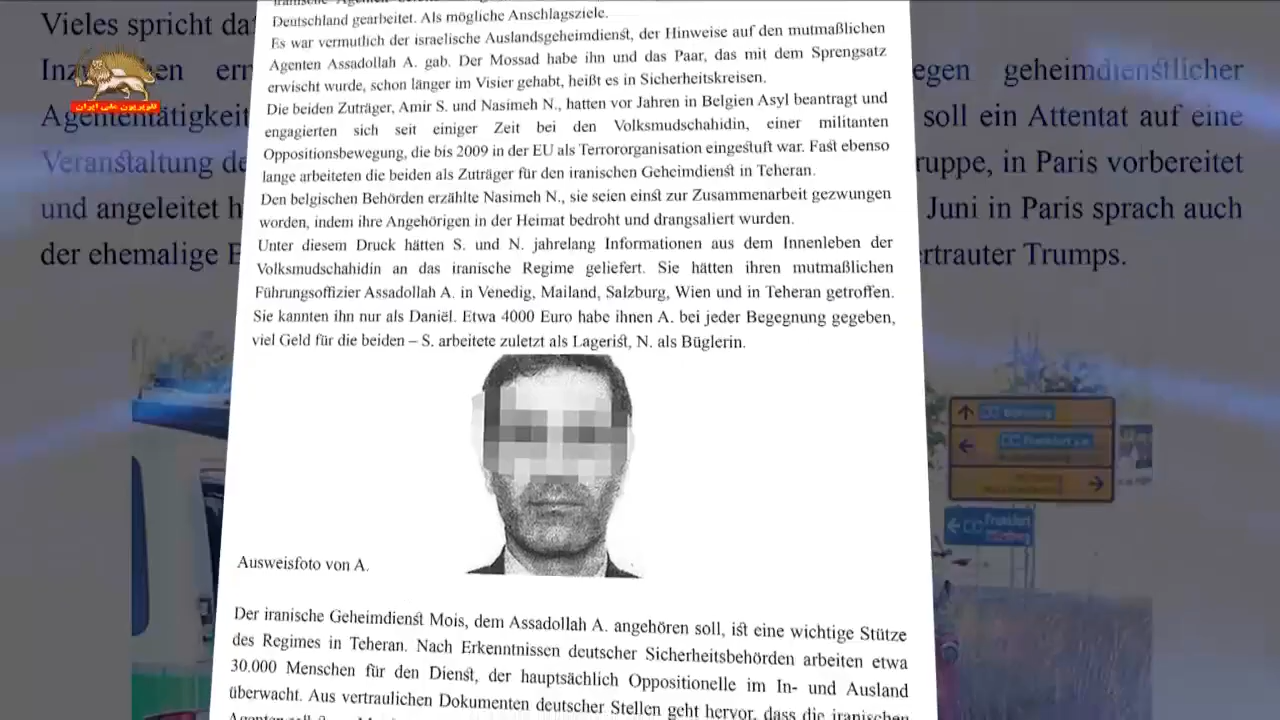 Deutschland gearbeitet. Als mögliche Anschlagsziele.
Es war vermutlich der israelische Auslandsgeheimdienst, der Hinweise auf den mutmaßlichen
Agenten Assadollah A. gab. Der Mossad habe ihn und das Paar, das mit dem Sprengsatz
erwischt wurde, schon länger im Visier gehabt, heißt es in Sicherheitskreisen.
Die beiden Zuträger, Amir S. und Nasimeh N., hatten vor Jahren in Belgien Asyl beantragt und
engagierten sich seit einiger Zeit bei den Volksmudschahidin, einer militanten
Oppositionsbewegung, die bis 2009 in der EU als Terrororganisation eingestuft war. Fast ebenso
lange arbeiteten die beiden als Zuträger für den iranischen Geheimdienst in Teheran.
Den belgischen Behörden erzählte Nasimeh N., sie seien einst zur Zusammenarbeit gezwungen
worden, indem ihre Angehörigen in der Heimat bedroht und drangsaliert wurden.
Unter diesem Druck hätten S. und N. jahrelang Informationen aus dem Innenleben der
Volksmudschahidin an das iranische Regime geliefert. Sie hätten ihren mutmaßlichen
Führungsoffizier Assadollah A. in Venedig, Mailand, Salzburg, Wien und in Teheran getroffen.
Sie kannten ihn nur als Daniël. Etwa 4000 Euro habe ihnen A. bei jeder Begegnung gegeben,
viel Geld für die beiden – S. arbeitete zuletzt als Lagerist, N. als Büglerin.
Ausweisfoto von A.
Der iranische Geheimdienst Mois, dem Assadollah A. angehören soll, ist eine wichtige Stütze
des Regimes in Teheran. Nach Erkenntnissen deutscher Sicherheitsbehörden arbeiten etwa
30.000 Menschen für den Dienst, der hauptsächlich Oppositionelle im In- und Ausland
überwacht. Aus vertraulichen Dokumenten deutscher Stellen geht hervor, dass die iranischen
Vieles spricht
geheimdienstlicher
Agententätigkeit soll ein Attentat auf eine
Veranstaltung in Paris vorbereitet
und angeleitet Juni in Paris sprach auch
der ehemalige Trumps.
تلویزیون ملی ایران
Frankfurt